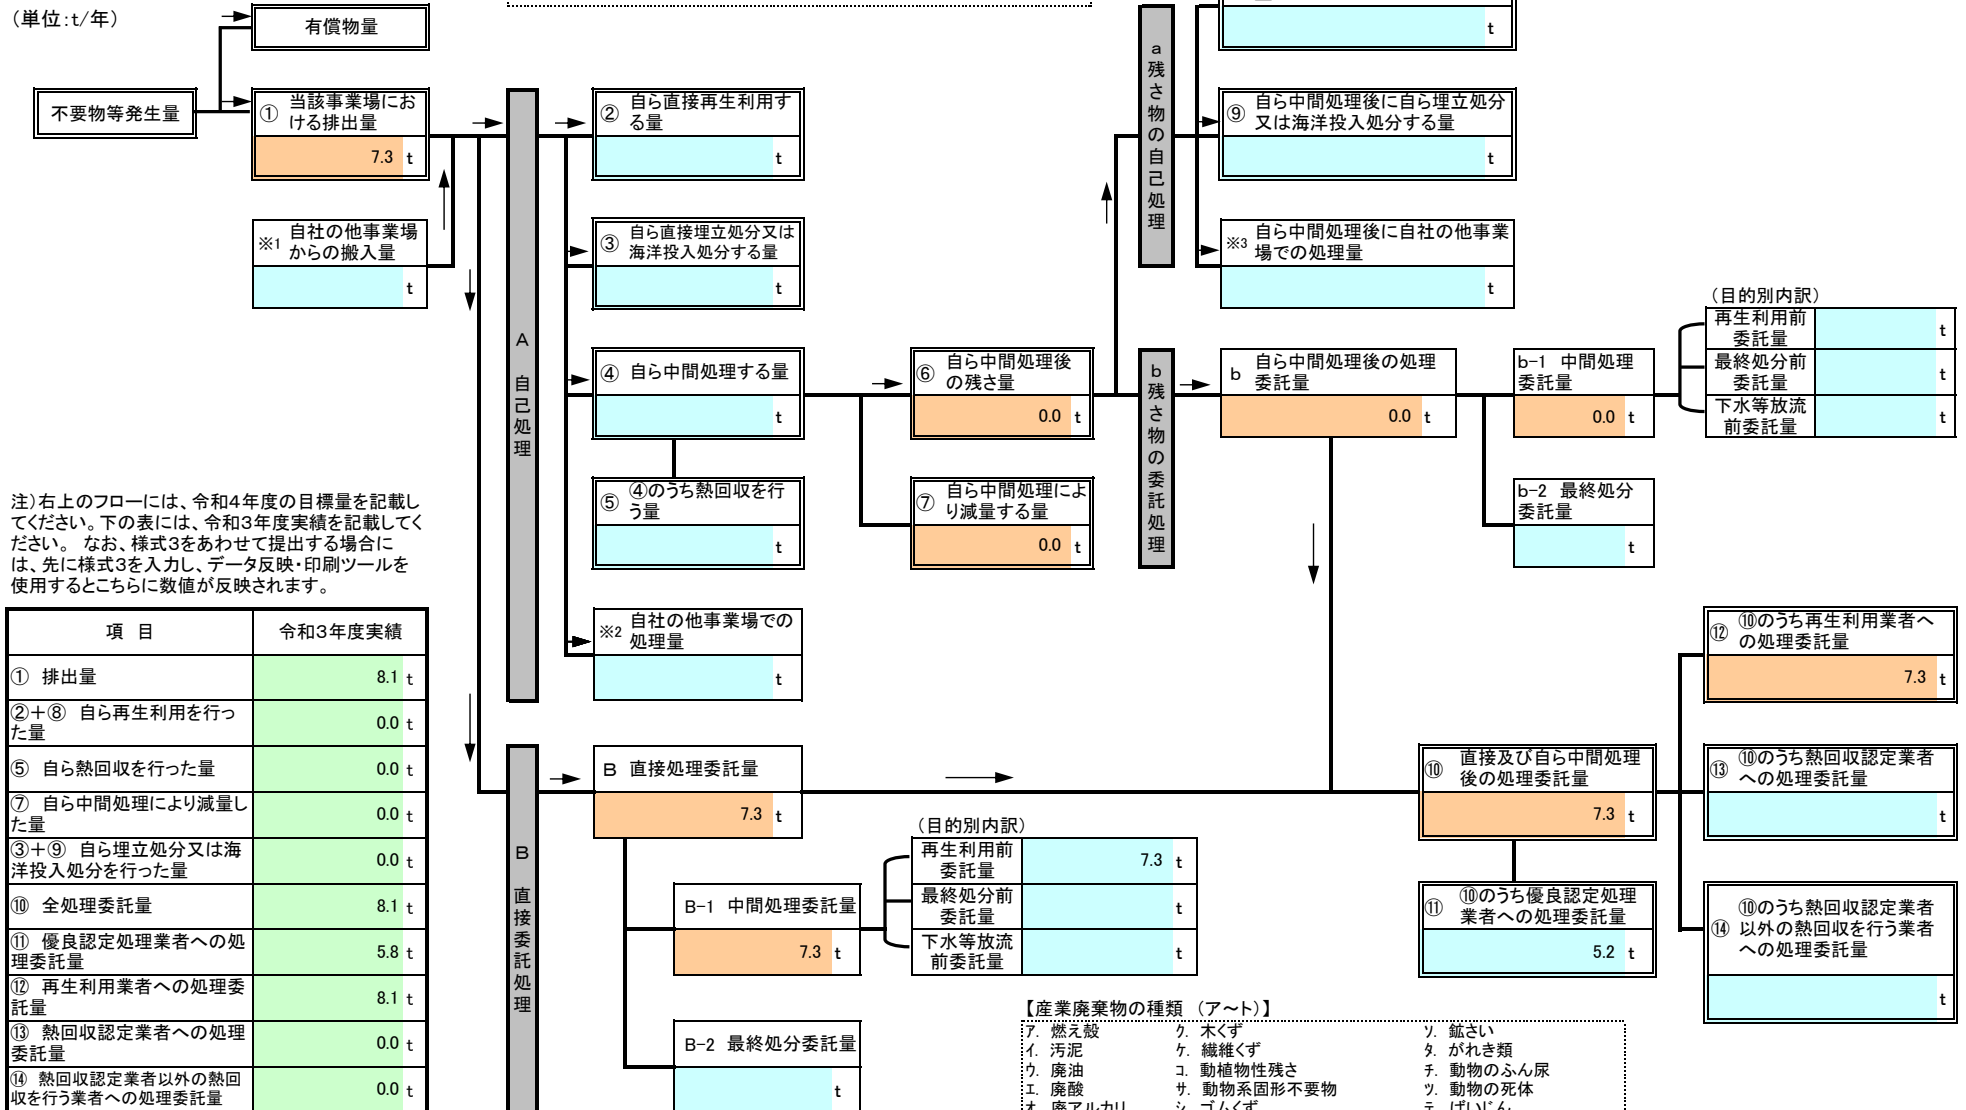 (単位:t/年)
有償物量
不要物等発生量
① 当該事業場にお
ける排出量
7.3 t
※1 自社の他事業場
からの搬入量
t
A 自己処理
② 自ら直接再生利用す
る量
t
③ 自ら直接埋立処分又は
海洋投入処分する量
t
④ 自ら中間処理する量
t
⑤ ④のうち熱回収を行
う量
t
※2 自社の他事業場での
処理量
t
⑥ 自ら中間処理後
の残さ量
0.0 t
⑦ 自ら中間処理によ
り減量する量
0.0 t
a 残さ物の自己処理
t
⑨ 自ら中間処理後に自ら埋立処分
又は海洋投入処分する量
t
※3 自ら中間処理後に自社の他事業
場での処理量
t
b 残さ物の委託処理
b 自ら中間処理後の処理
委託量
0.0 t
b-1 中間処理
委託量
0.0 t
(目的別内訳)
再生利用前
委託量
t
最終処分前
委託量
t
下水等放流
前委託量
t
b-2 最終処分
委託量
t
注)右上のフローには、令和4年度の目標量を記載し
てください。下の表には、令和3年度実績を記載してく
ださい。 なお、様式3をあわせて提出する場合に
は、先に様式3を入力し、データ反映・印刷ツールを
使用するとこちらに数値が反映されます。
項 目 令和3年度実績
① 排出量 8.1 t
②+⑧ 自ら再生利用を行っ
た量 0.0 t
⑤ 自ら熱回収を行った量 0.0 t
⑦ 自ら中間処理により減量し
た量 0.0 t
③+⑨ 自ら埋立処分又は海
洋投入処分を行った量 0.0 t
⑩ 全処理委託量 8.1 t
⑪ 優良認定処理業者への処
理委託量 5.8 t
⑫ 再生利用業者への処理委
託量 8.1 t
⑬ 熱回収認定業者への処理
委託量 0.0 t
⑭ 熱回収認定業者以外の熱回
収を行う業者への処理委託量 0.0 t
B 直接委託処理
B 直接処理委託量
7.3 t
B-1 中間処理委託量
7.3 t
(目的別内訳)
再生利用前
委託量
7.3 t
最終処分前
委託量
t
下水等放流
前委託量
t
B-2 最終処分委託量
t
⑩ 直接及び自ら中間処理
後の処理委託量
7.3 t
⑪ ⑩のうち優良認定処理
業者への処理委託量
5.2 t
⑫ ⑩のうち再生利用業者へ
の処理委託量
7.3 t
⑬ ⑩のうち熱回収認定業者
への処理委託量
t
⑭ ⑩のうち熱回収認定業者
以外の熱回収を行う業者
への処理委託量
t
【産業廃棄物の種類 (ア~ト)】
ア. 燃え殻 ク. 木くず ソ. 鉱さい
イ. 汚泥 ケ. 繊維くず タ. がれき類
ウ. 廃油 コ. 動植物性残さ チ. 動物のふん尿
エ. 廃酸 サ. 動物系固形不要物 ツ. 動物の死体
オ. 廃アルカリ シ. ゴムくず テ. ばいじん